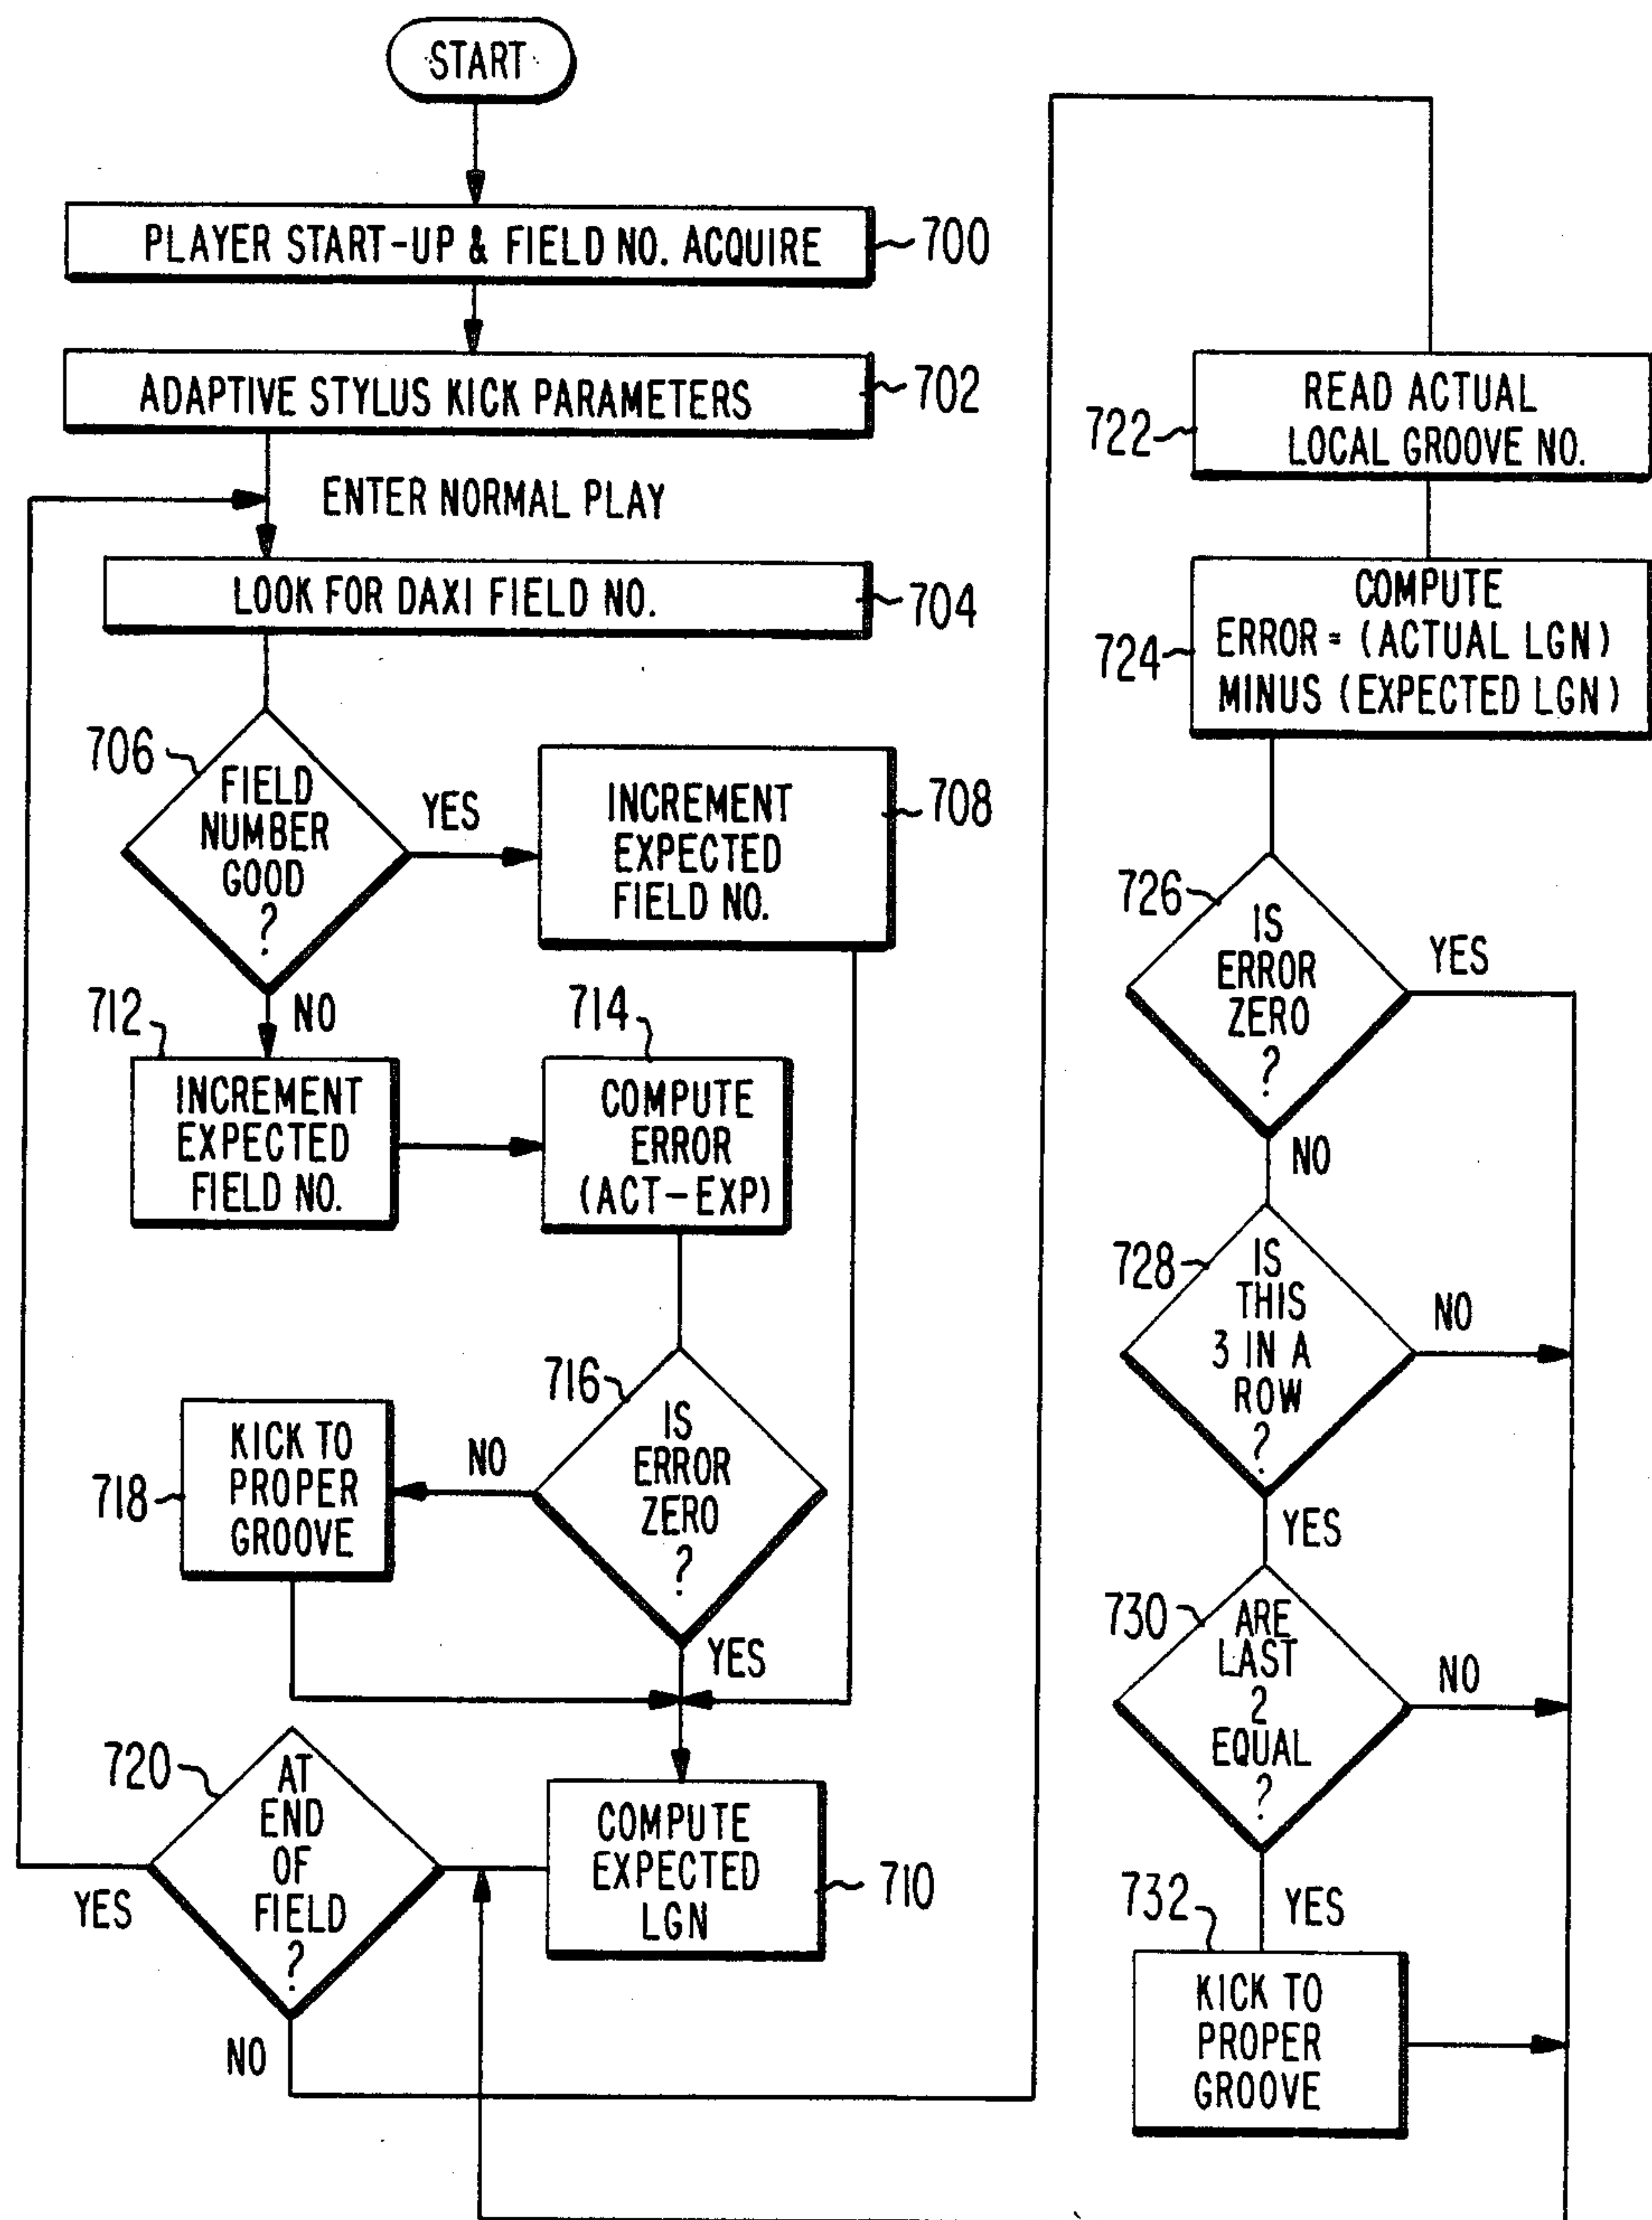 START
PLAYER START-UP & FIELD NO. ACQUIRE
700
ADAPTIVE STYLUS KICK PARAMETERS
702
ENTER NORMAL PLAY
LOOK FOR DAXI FIELD NO.
704
706
FIELD
NUMBER
GOOD
?
YES
INCREMENT
EXPECTED
FIELD NO.
708
NO
712
INCREMENT
EXPECTED
FIELD NO.
714
COMPUTE
ERROR
(ACT-EXP)
716
IS
ERROR
ZERO
?
NO
718
KICK TO
PROPER
GROOVE
YES
720
AT
END
OF
FIELD
?
YES
NO
COMPUTE
EXPECTED
LGN
710
722
READ ACTUAL
LOCAL GROOVE NO.
724
COMPUTE
ERROR = (ACTUAL LGN)
MINUS (EXPECTED LGN)
726
IS
ERROR
ZERO
?
YES
NO
728
IS
THIS
3 IN A
ROW
?
NO
YES
730
ARE
LAST
2
EQUAL
?
NO
YES
732
KICK TO
PROPER
GROOVE